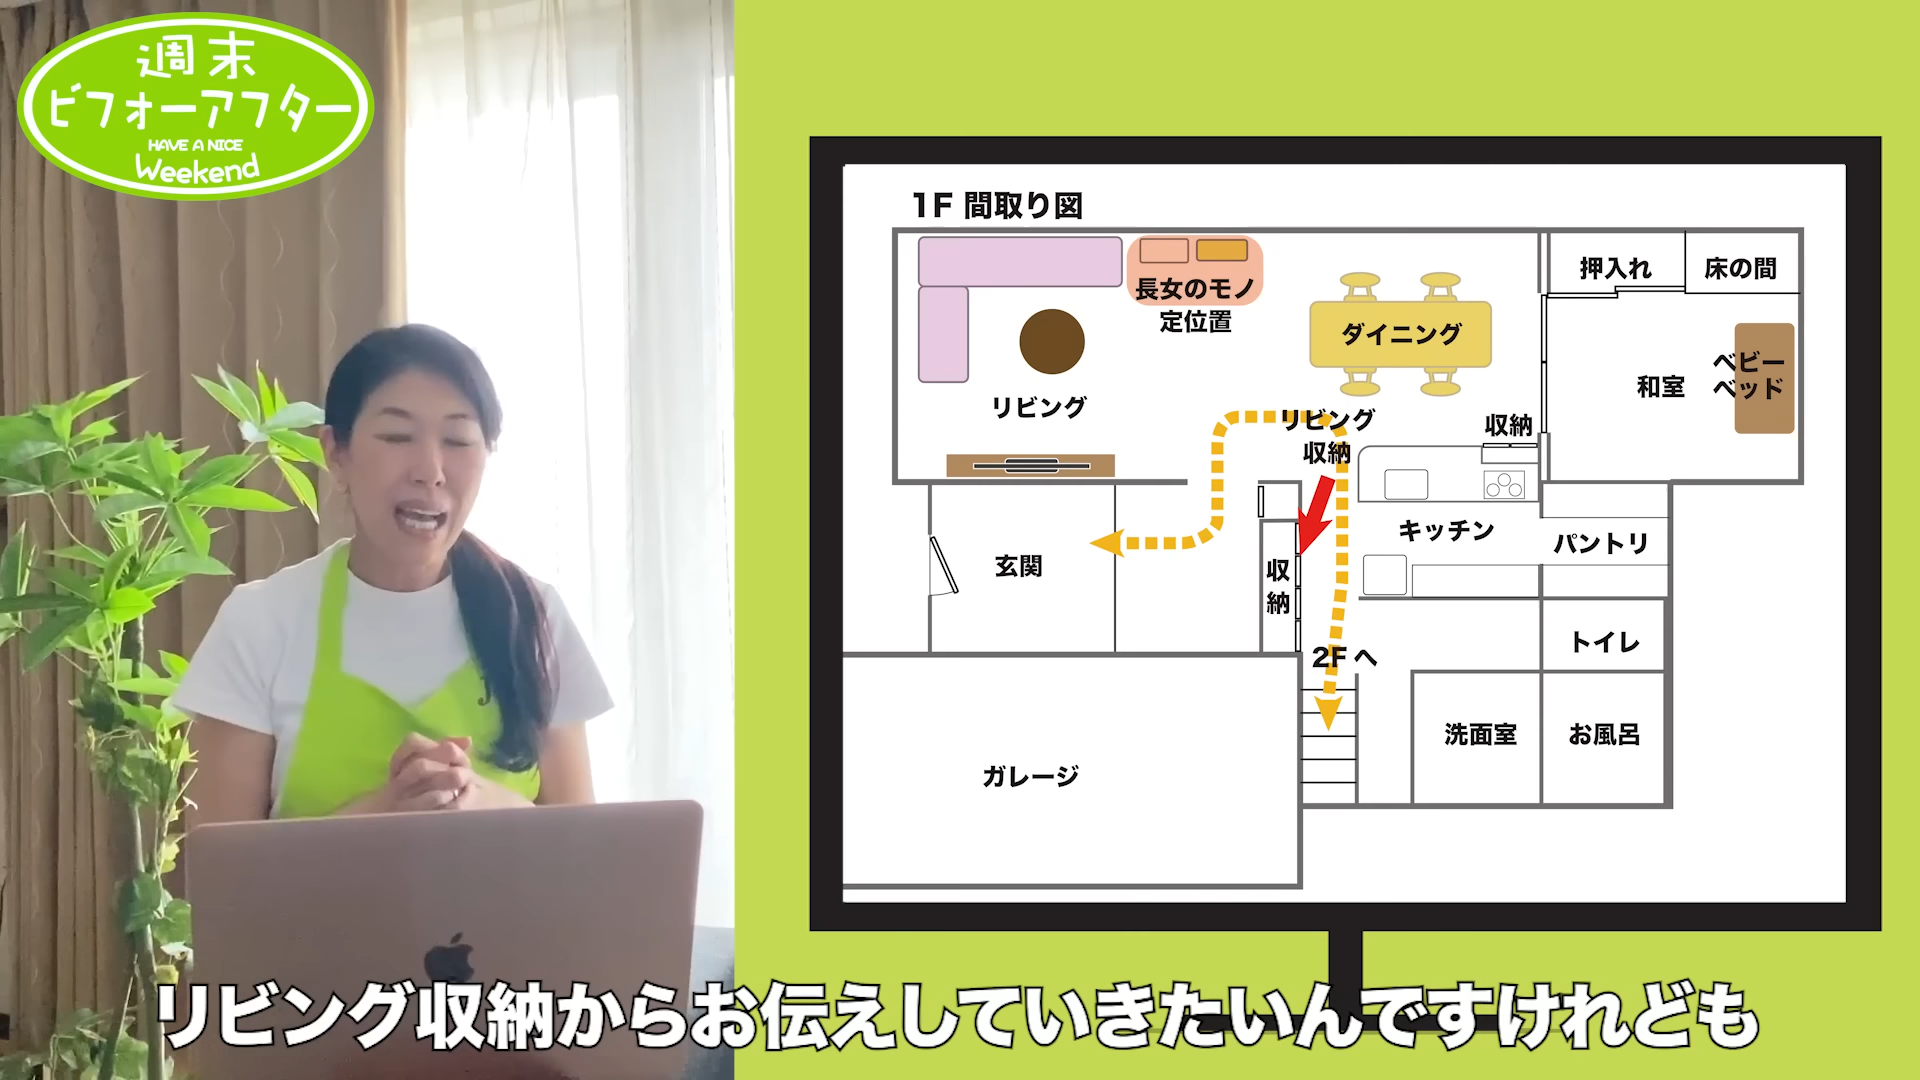 週末
ビフォーアフター
HAVE A NICE
Weekend
1F 間取り図
押入れ
床の間
長女のモノ
定位置
ダイニング
ベビー
ベッド
和室
リビング
リビング
収納
収納
キッチン
パントリ
玄関
収
納
トイレ
2F へ
洗面室
お風呂
ガレージ
リビング収納からお伝えしていきたいんですけれども